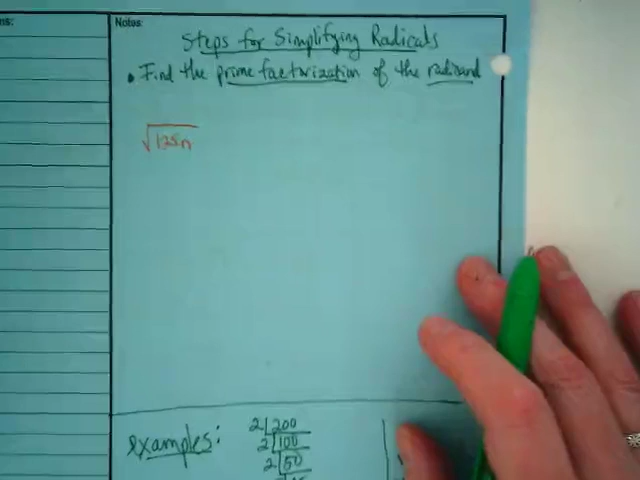 Notes:
Steps for Simplifying Radicals
• Find the prime factorization of the radicand
√125n
examples:
2 200
2 100
2 50